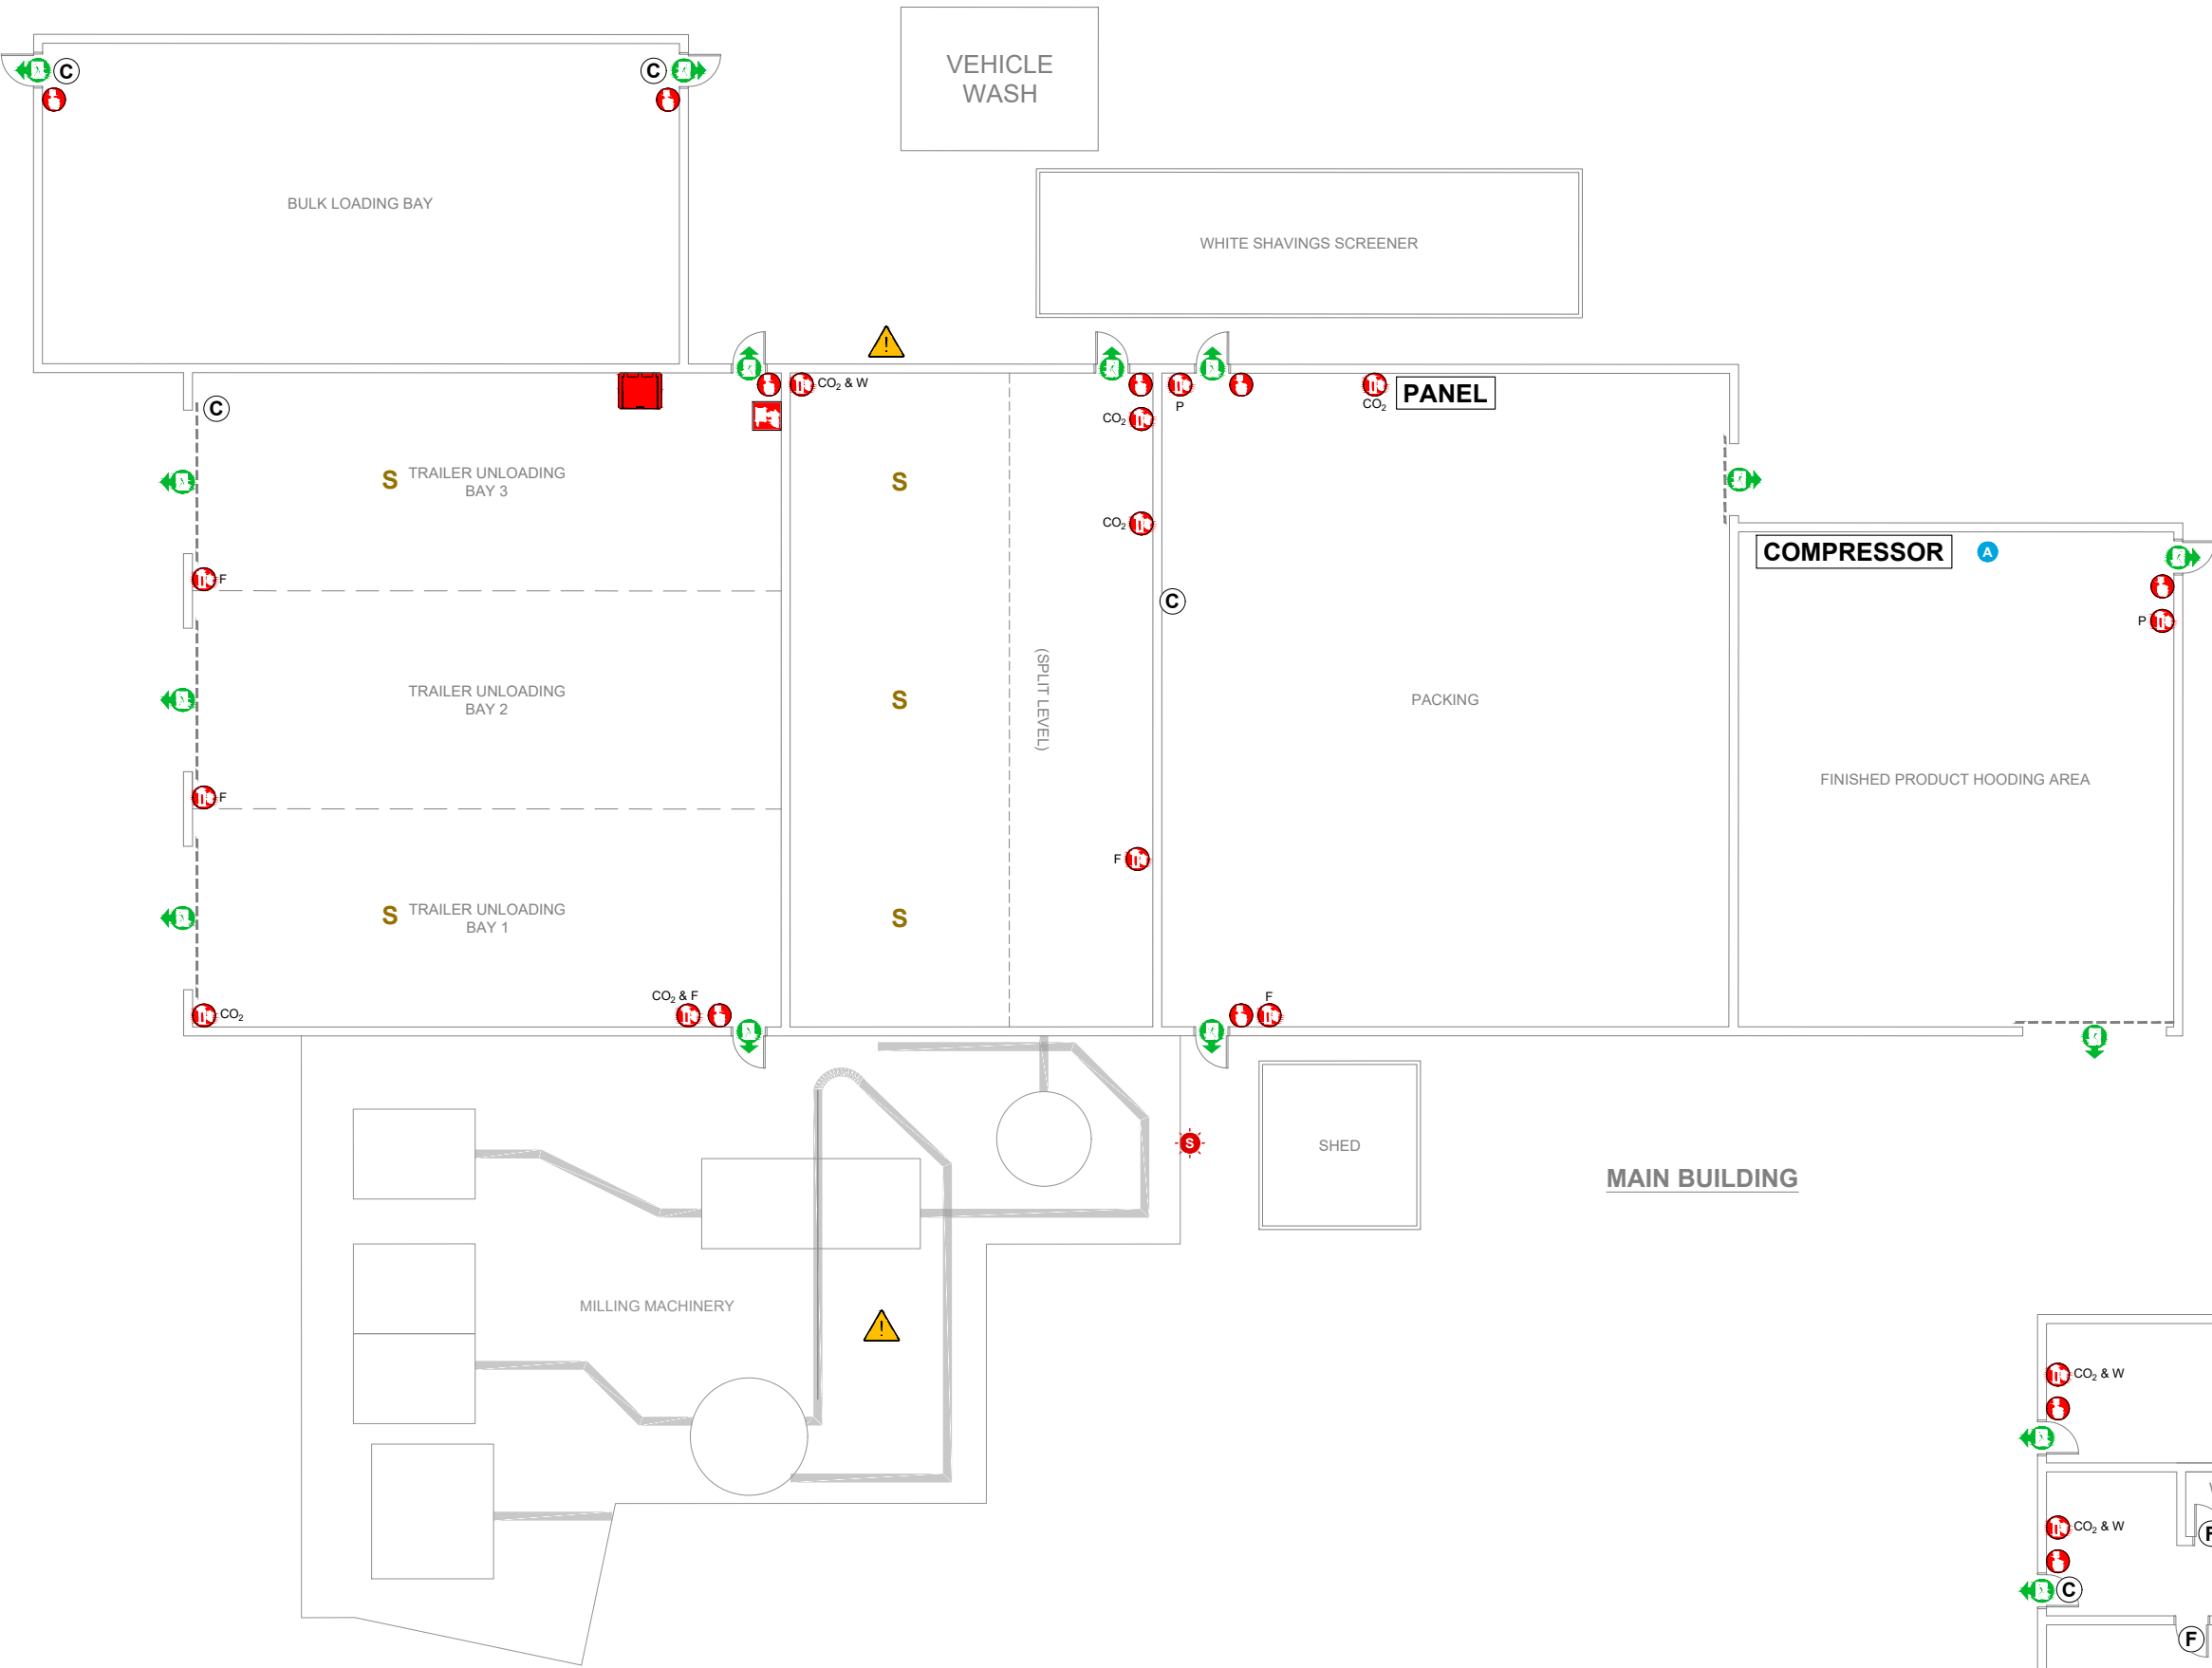 VEHICLE
WASH
C
C
BULK LOADING BAY
WHITE SHAVINGS SCREENER
CO₂ & W
P
CO₂
PANEL
C
CO₂
S
TRAILER UNLOADING
BAY 3
S
CO₂
COMPRESSOR
A
F
C
P
(SPLIT LEVEL)
TRAILER UNLOADING
BAY 2
S
PACKING
FINISHED PRODUCT HOODING AREA
F
F
S
TRAILER UNLOADING
BAY 1
S
CO₂ & F
F
CO₂
S
SHED
MAIN BUILDING
MILLING MACHINERY
CO₂ & W
CO₂ & W
F
C
F